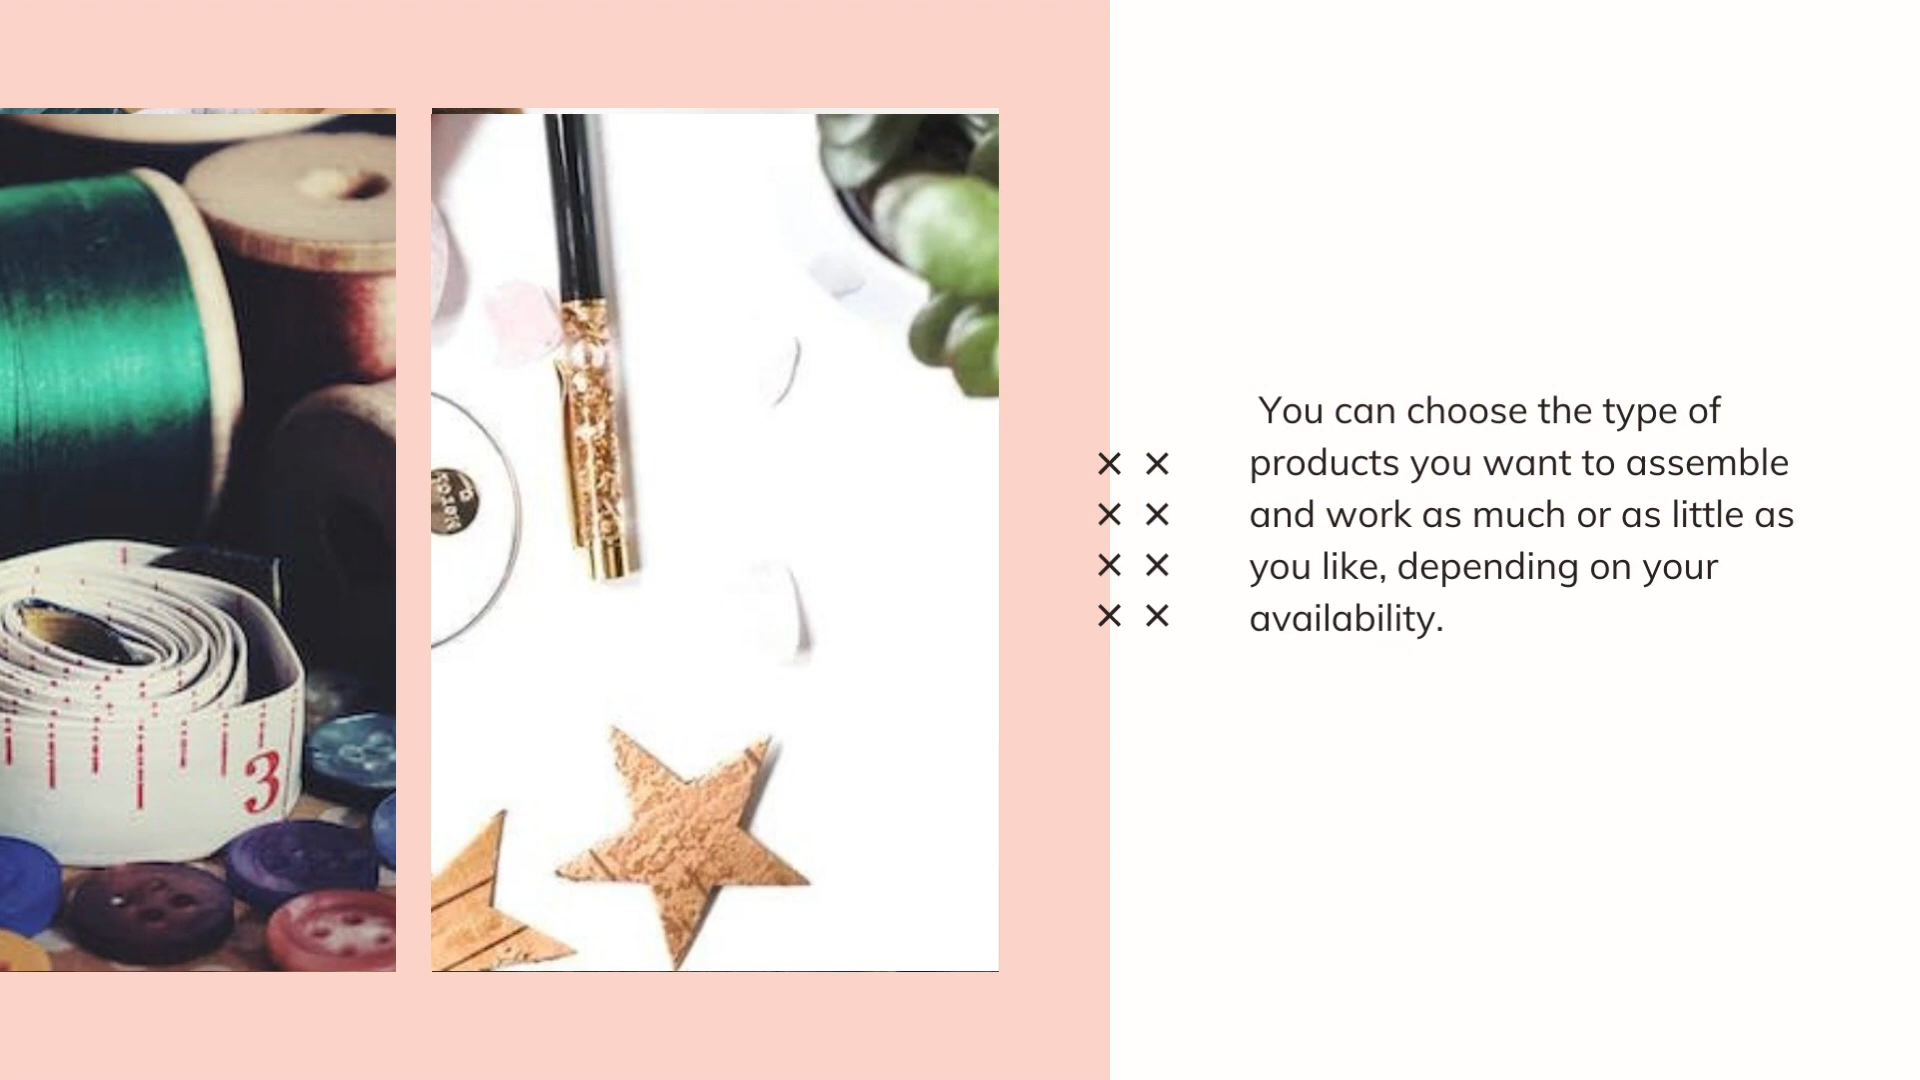 You can choose the type of
products you want to assemble
and work as much or as little as
you like, depending on your
availability.
3